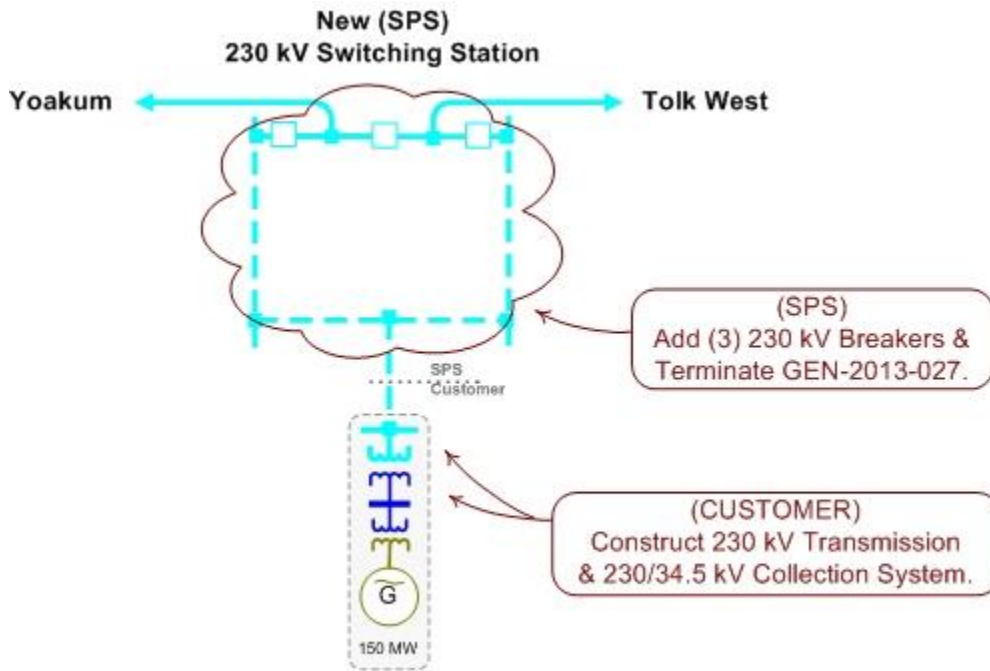 New (SPS)
230 kV Switching Station
Yoakum
Tolk West
(SPS)
Add (3) 230 kV Breakers &
Terminate GEN-2013-027.
SPS
Customer
(CUSTOMER)
Construct 230 kV Transmission
& 230/34.5 kV Collection System.
G
150 MW